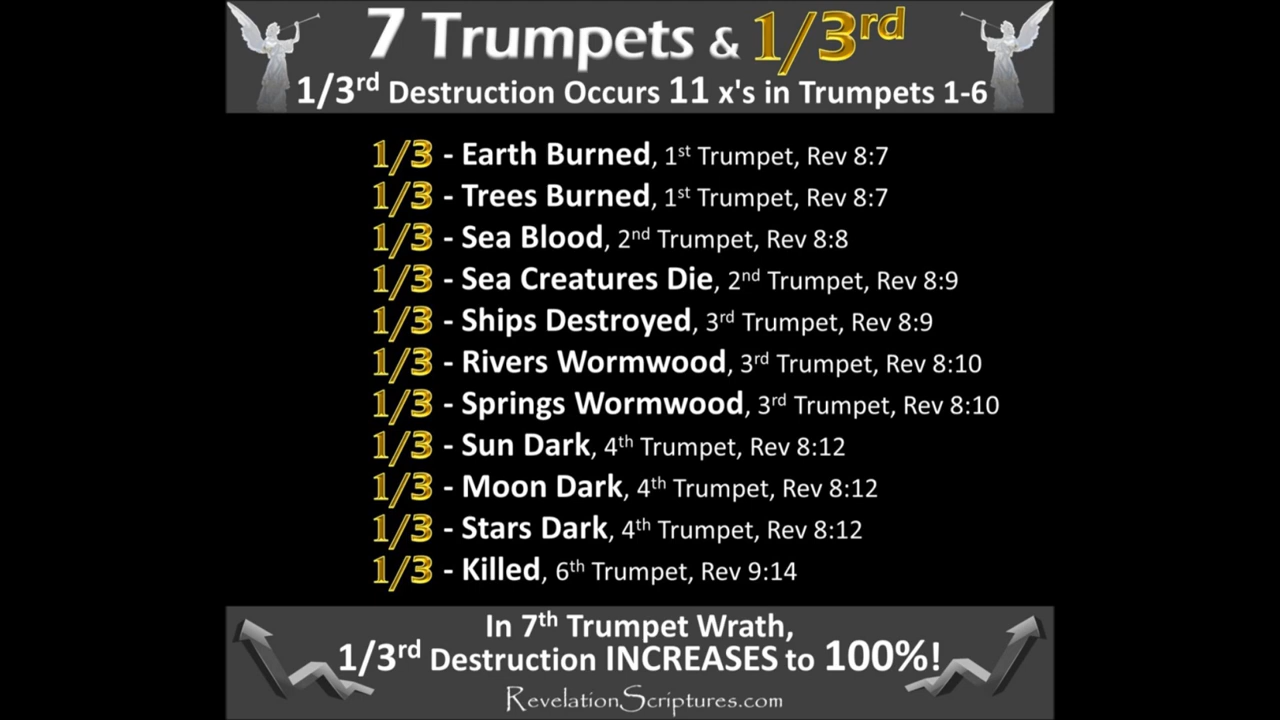 7 Trumpets & 1/3rd
1/3rd Destruction Occurs 11 x's in Trumpets 1-6
1/3 - Earth Burned, 1st Trumpet, Rev 8:7
1/3 - Trees Burned, 1st Trumpet, Rev 8:7
1/3 - Sea Blood, 2nd Trumpet, Rev 8:8
1/3 - Sea Creatures Die, 2nd Trumpet, Rev 8:9
1/3 - Ships Destroyed, 3rd Trumpet, Rev 8:9
1/3 - Rivers Wormwood, 3rd Trumpet, Rev 8:10
1/3 - Springs Wormwood, 3rd Trumpet, Rev 8:10
1/3 - Sun Dark, 4th Trumpet, Rev 8:12
1/3 - Moon Dark, 4th Trumpet, Rev 8:12
1/3 - Stars Dark, 4th Trumpet, Rev 8:12
1/3 - Killed, 6th Trumpet, Rev 9:14
In 7th Trumpet Wrath,
1/3rd Destruction INCREASES to 100%!
RevelationScriptures.com